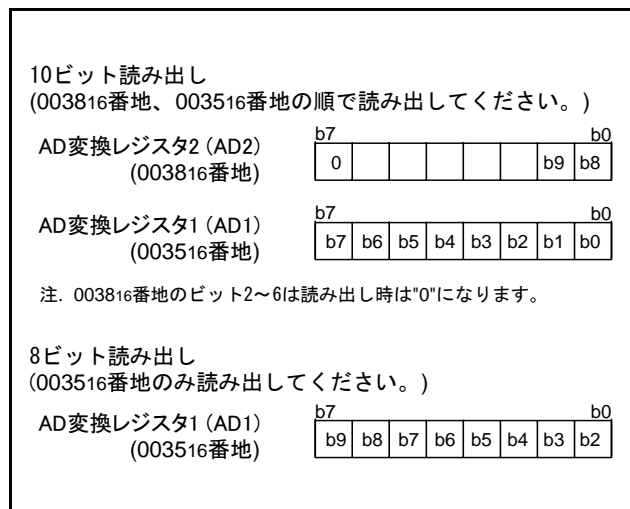 10ビット読み出し
(003816番地、003516番地の順で読み出してください。)
b7 b0
AD変換レジスタ2(AD2)
(003816番地)
0 b9 b8
b7 b0
AD変換レジスタ1(AD1)
(003516番地)
b7 b6 b5 b4 b3 b2 b1 b0
注. 003816番地のビット2〜6は読み出し時は"0"になります。
8ビット読み出し
(003516番地のみ読み出してください。)
b7 b0
AD変換レジスタ1(AD1)
(003516番地)
b9 b8 b7 b6 b5 b4 b3 b2